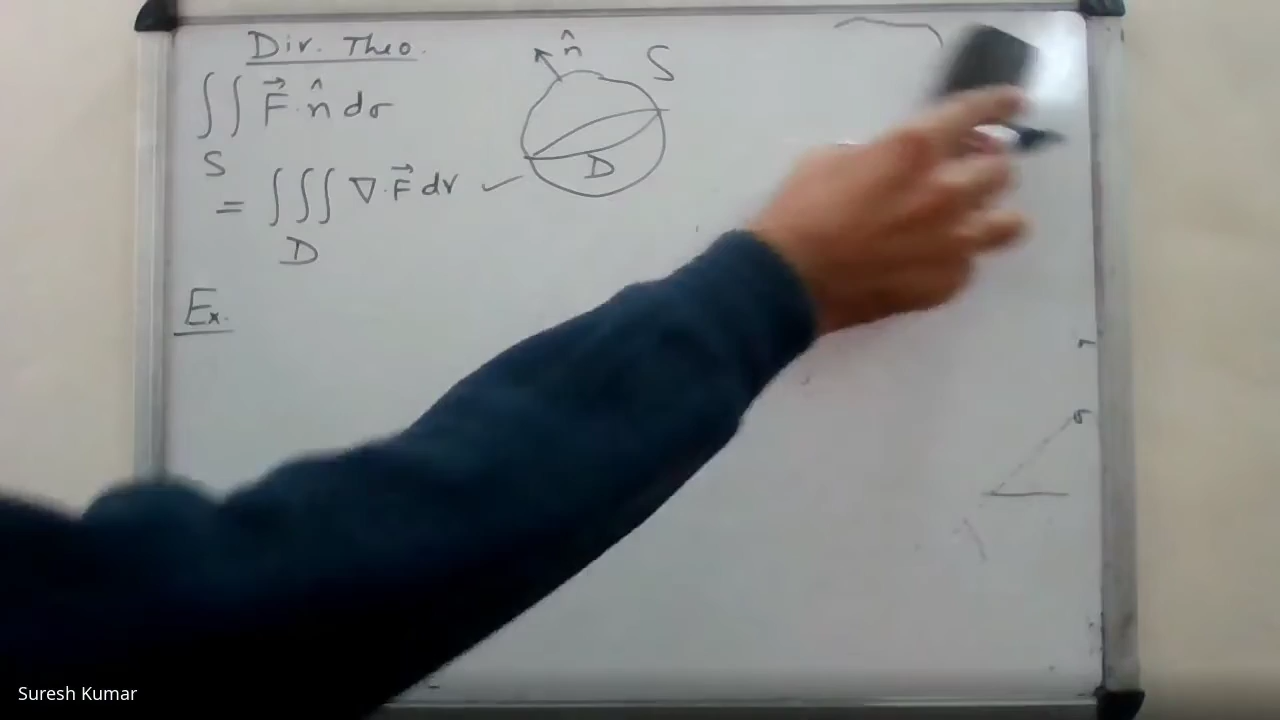 Div. Theo.
∫∫ F⃗·n̂ dσ
S
= ∫∫∫ ∇·F⃗ dv ✓
D
n̂
S
D
Ex.
Suresh Kumar